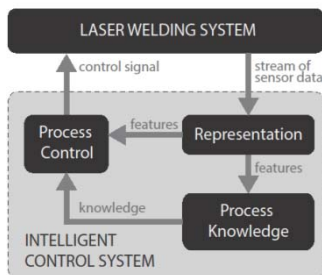 LASER WELDING SYSTEM
control signal
stream of
sensor data
Process
Control
features
Representation
features
knowledge
Process
Knowledge
INTELLIGENT
CONTROL SYSTEM